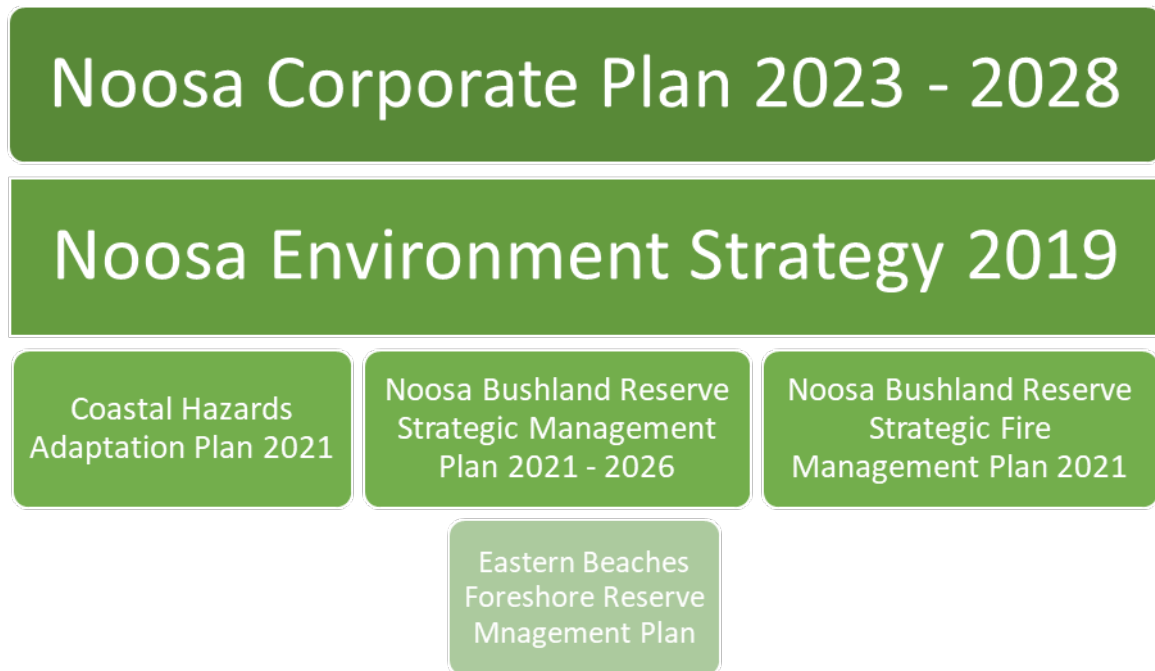 Noosa Corporate Plan 2023 - 2028
Noosa Environment Strategy 2019
Coastal Hazards
Adaptation Plan 2021
Noosa Bushland Reserve
Strategic Management
Plan 2021 - 2026
Noosa Bushland Reserve
Strategic Fire
Management Plan 2021
Eastern Beaches
Foreshore Reserve
Mnagement Plan